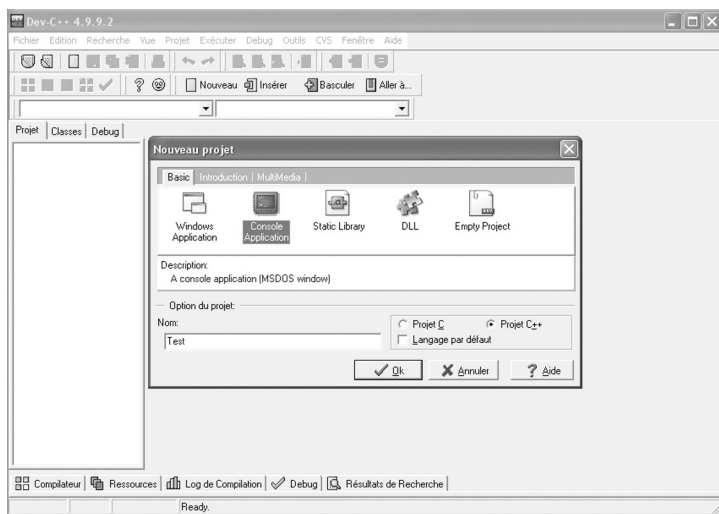 Dev-C++ 4.9.9.2
Fichier Edition Recherche Vue Projet Exécuter Debug Outils CVS Fenêtre Aide
Nouveau Insérer Basculer Aller à...
Projet Classes Debug
Nouveau projet
Basic Introduction MultiMedia
Windows Application
Console Application
Static Library
DLL
Empty Project
Description:
A console application (MSDOS window)
Option du projet:
Nom:
Test
Projet C Projet C++
Langage par défaut
Ok Annuler Aide
Compilateur Ressources Log de Compilation Debug Résultats de Recherche
Ready.